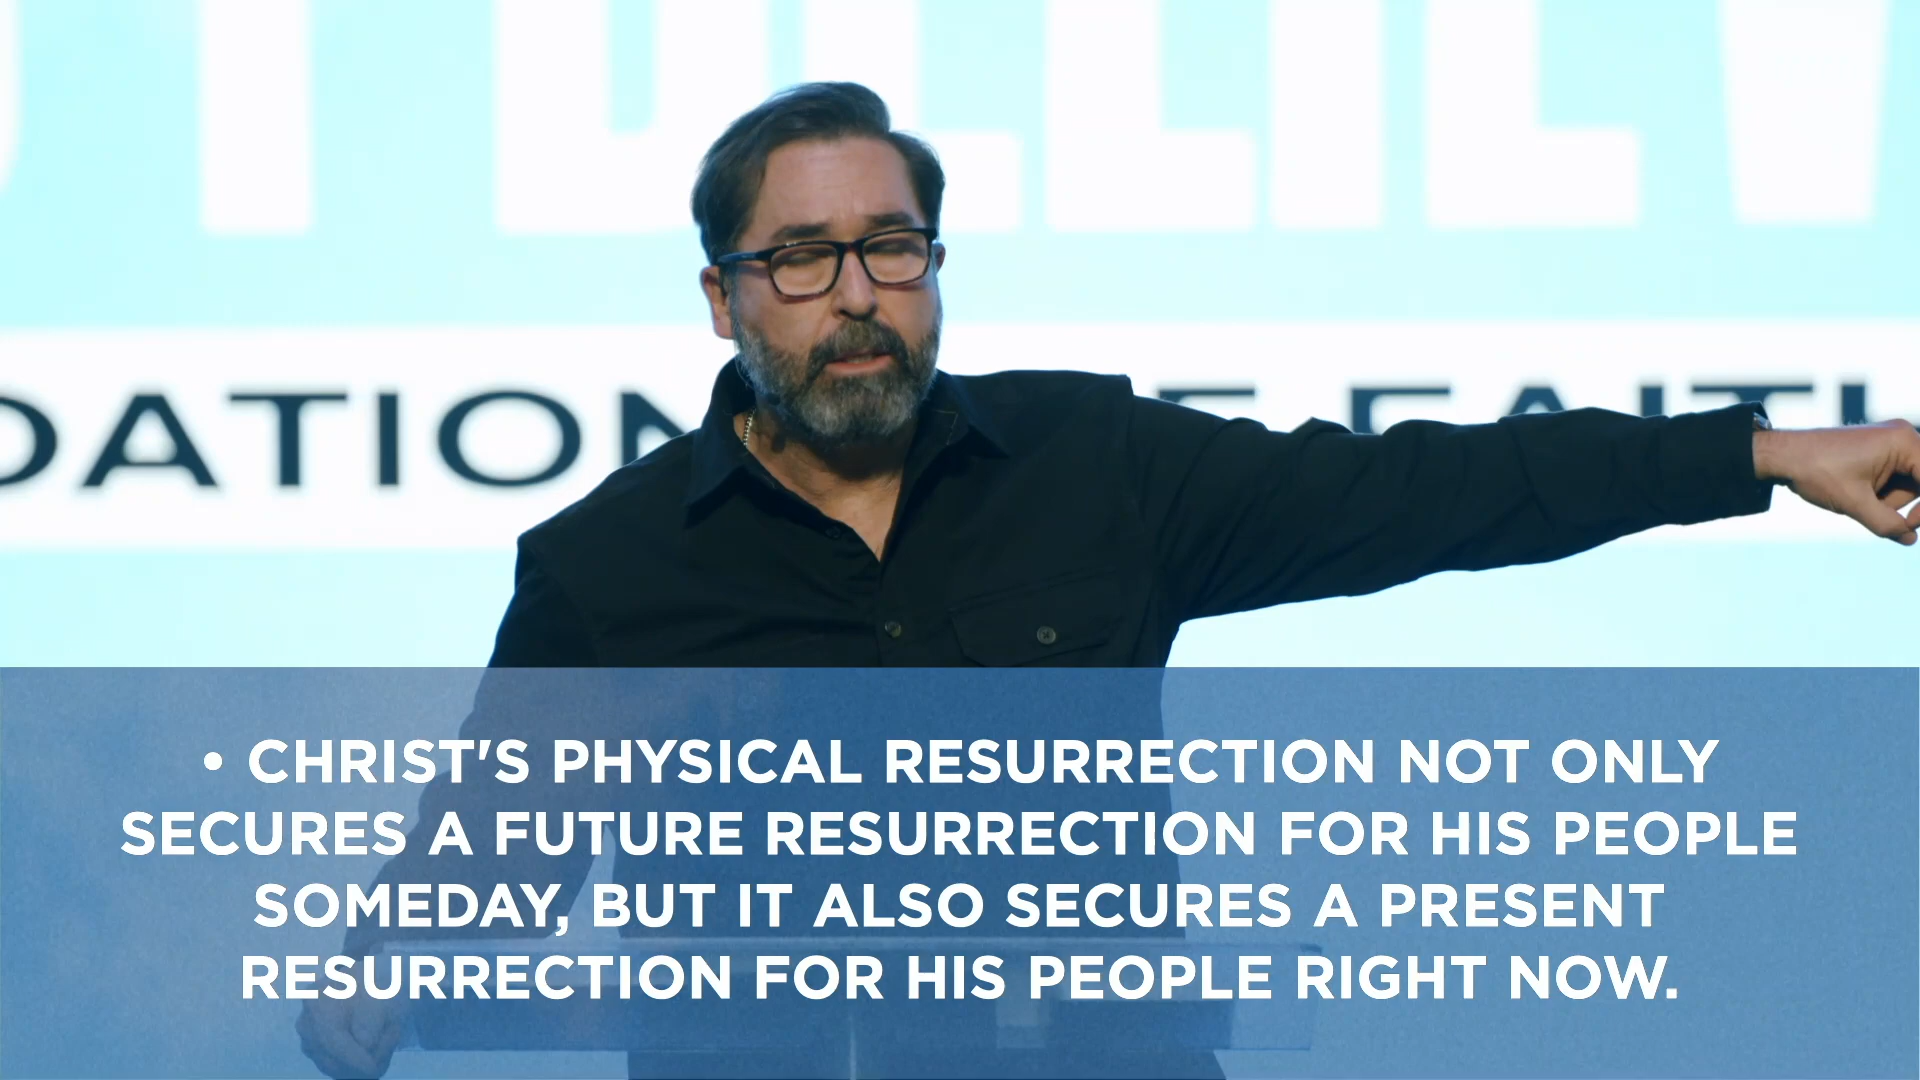 • CHRIST'S PHYSICAL RESURRECTION NOT ONLY
SECURES A FUTURE RESURRECTION FOR HIS PEOPLE
SOMEDAY, BUT IT ALSO SECURES A PRESENT
RESURRECTION FOR HIS PEOPLE RIGHT NOW.